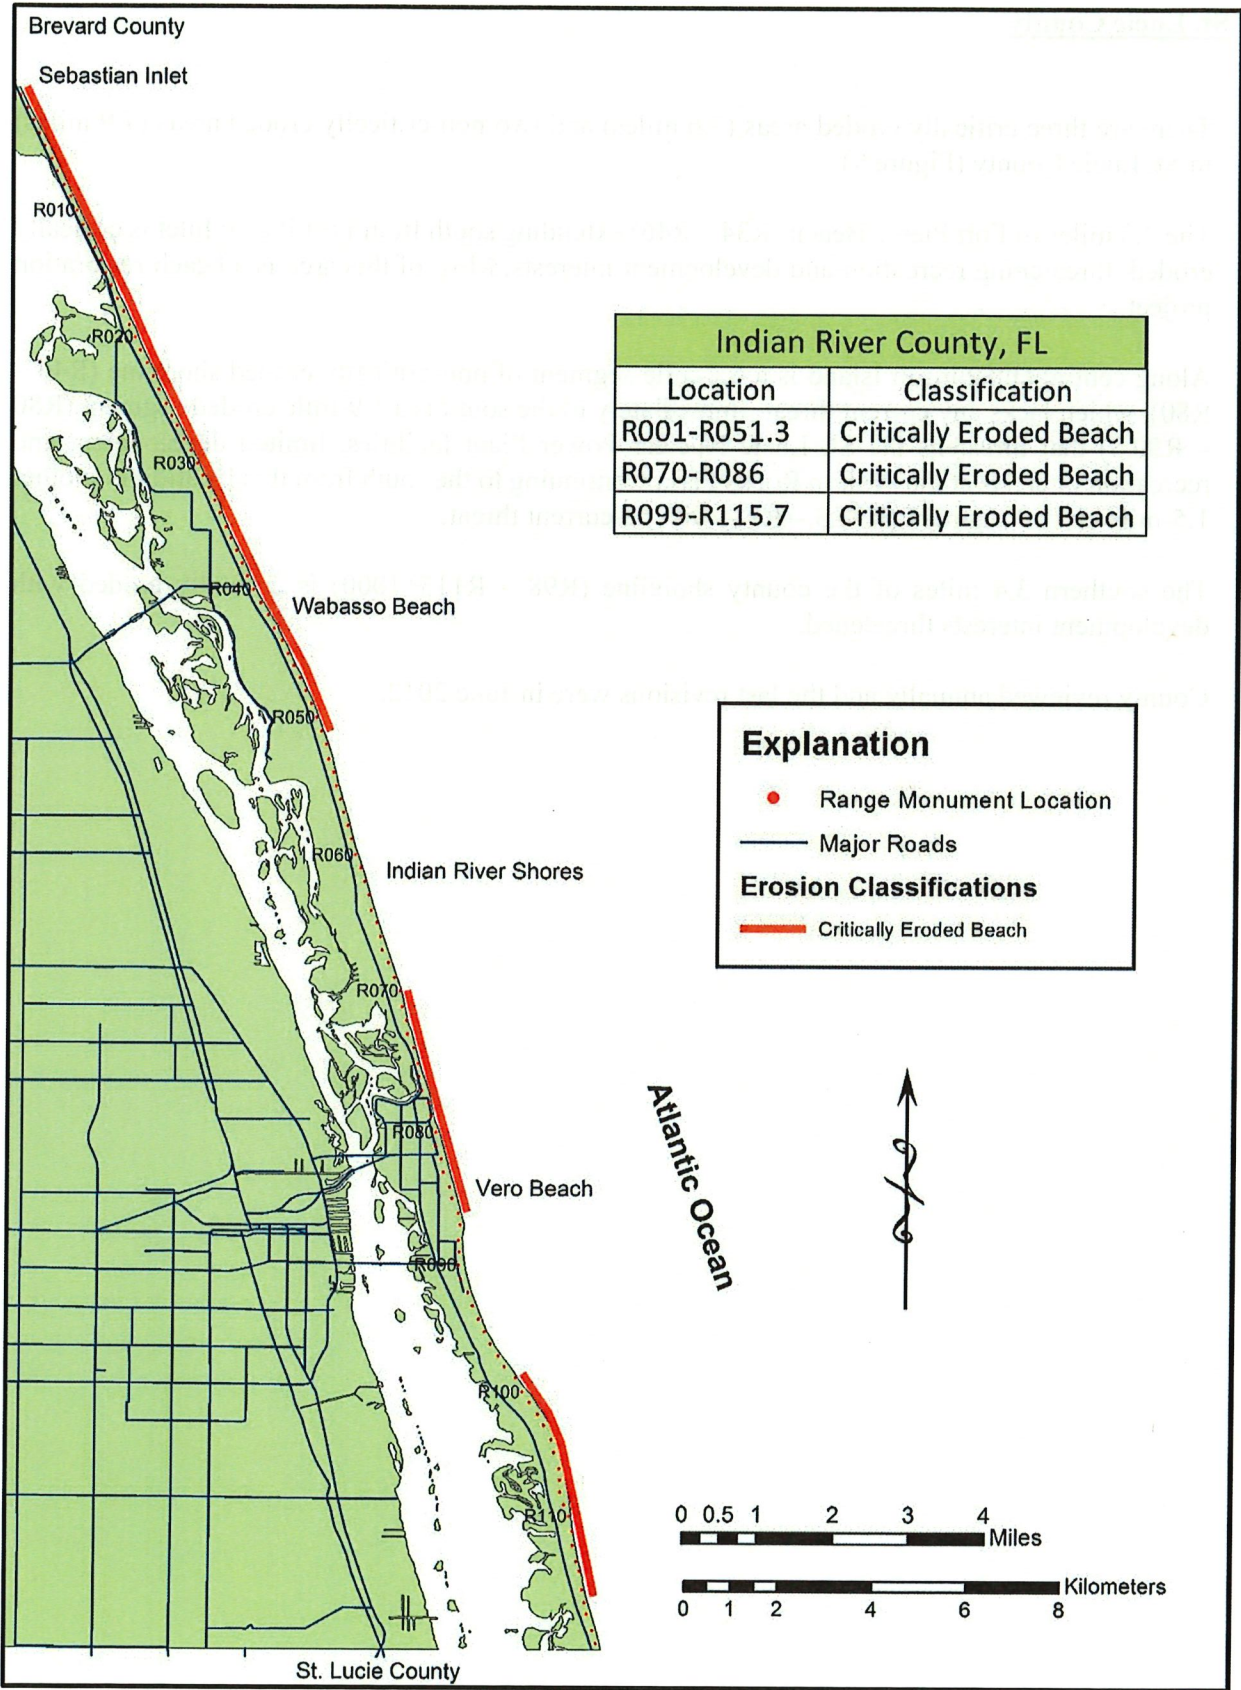 Brevard County
Sebastian Inlet
R010
R020
R030
R040
Wabasso Beach
R050
R060
Indian River Shores
R070
R080
Vero Beach
R090
R100
R110
St. Lucie County
Atlantic Ocean
Indian River County, FL
Location Classification
R001-R051.3 Critically Eroded Beach
R070-R086 Critically Eroded Beach
R099-R115.7 Critically Eroded Beach
Explanation
Range Monument Location
Major Roads
Erosion Classifications
Critically Eroded Beach
N
0 0.5 1 2 3 4
Miles
Kilometers
0 1 2 4 6 8